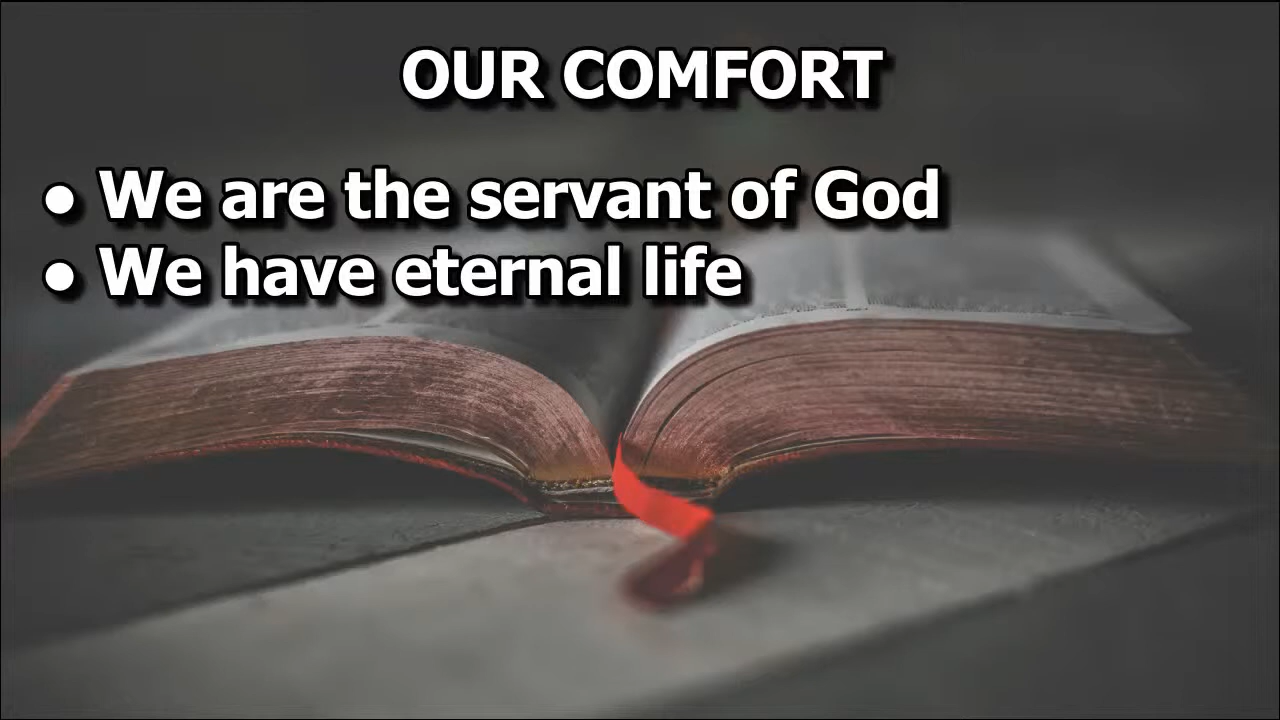 OUR COMFORT
● We are the servant of God
● We have eternal life